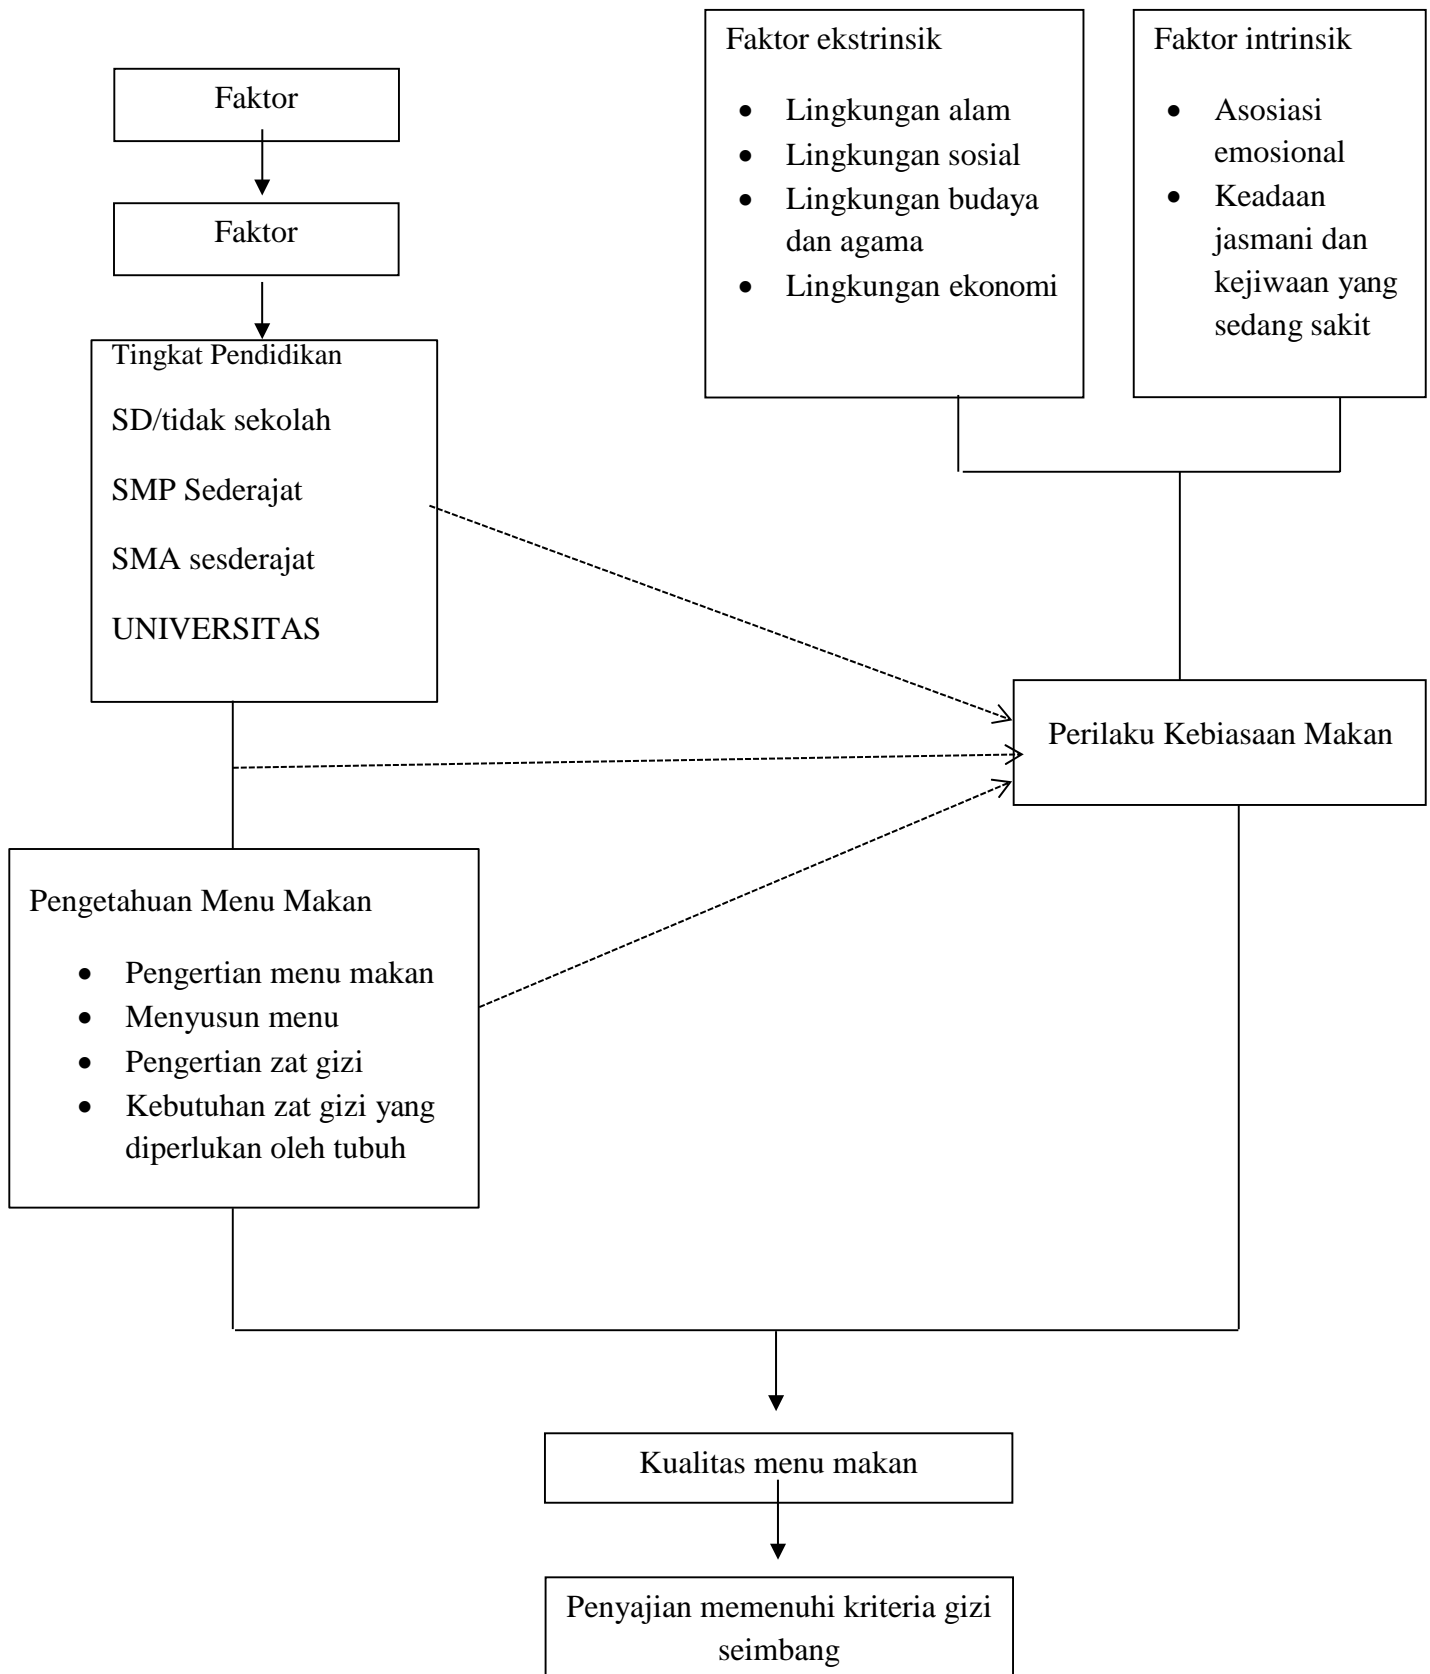 Faktor
Faktor
Tingkat Pendidikan
SD/tidak sekolah
SMP Sederajat
SMA sesderajat
UNIVERSITAS
Faktor ekstrinsik
• Lingkungan alam
• Lingkungan sosial
• Lingkungan budaya
dan agama
• Lingkungan ekonomi
Faktor intrinsik
• Asosiasi
emosional
• Keadaan
jasmani dan
kejiwaan yang
sedang sakit
Perilaku Kebiasaan Makan
Pengetahuan Menu Makan
• Pengertian menu makan
• Menyusun menu
• Pengertian zat gizi
• Kebutuhan zat gizi yang
diperlukan oleh tubuh
Kualitas menu makan
Penyajian memenuhi kriteria gizi
seimbang